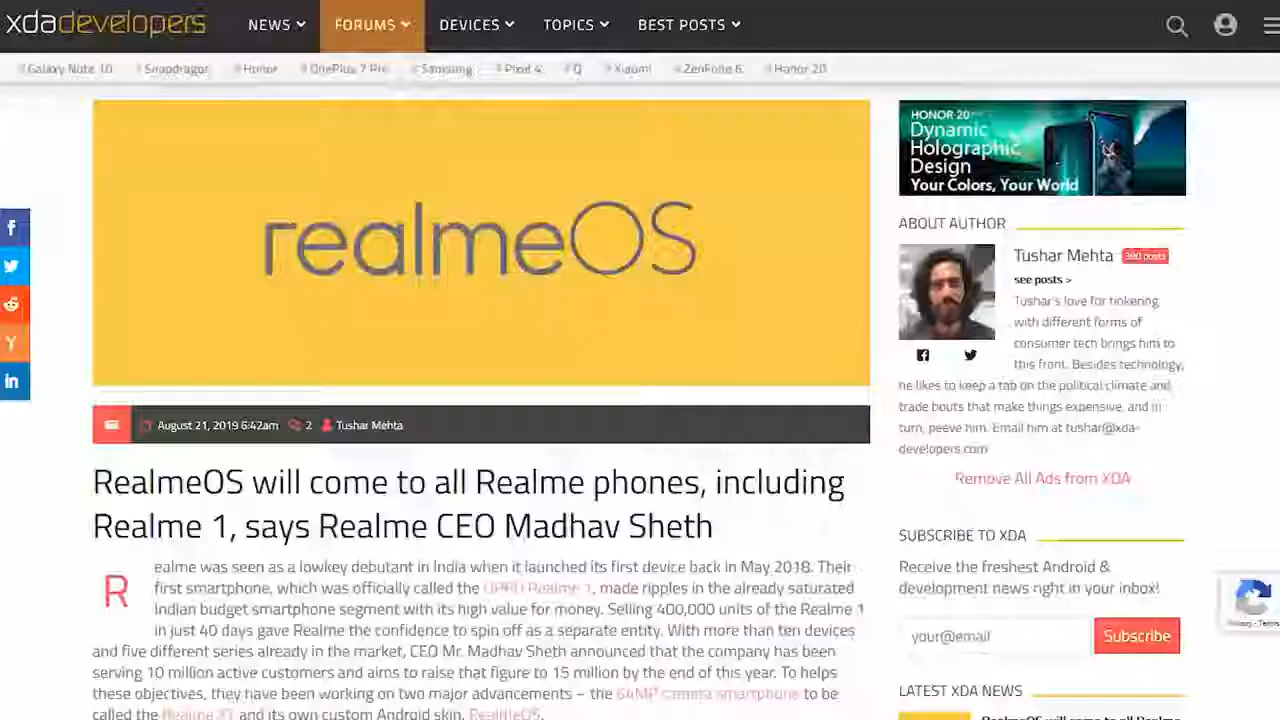 xdadevelopers
NEWS FORUMS DEVICES TOPICS BEST POSTS
Galaxy Note 10 Snapdragon Honor OnePlus 7 Pro Samsung Pixel 4 Q Xiaomi ZenFone 6 Honor 20
realmeOS
HONOR 20
Dynamic
Holographic
Design
Your Colors, Your World
ABOUT AUTHOR
Tushar Mehta 380 posts
see posts >
Tushar's love for tinkering
with different forms of
consumer tech brings him to
this front. Besides technology,
he likes to keep a tab on the political climate and
trade bouts that make things expensive, and in
turn, peeve him. Email him at tushar@xda-
developers.com
Remove All Ads from XDA
August 21, 2019 6:42am 2 Tushar Mehta
RealmeOS will come to all Realme phones, including
Realme 1, says Realme CEO Madhav Sheth
Realme was seen as a lowkey debutant in India when it launched its first device back in May 2018. Their
first smartphone, which was officially called the OPPO Realme 1, made ripples in the already saturated
Indian budget smartphone segment with its high value for money. Selling 400,000 units of the Realme 1
in just 40 days gave Realme the confidence to spin off as a separate entity. With more than ten devices
and five different series already in the market, CEO Mr. Madhav Sheth announced that the company has been
serving 10 million active customers and aims to raise that figure to 15 million by the end of this year. To helps
these objectives, they have been working on two major advancements – the 64MP camera smartphone to be
called the Realme XT and its own custom Android skin, RealmeOS.
SUBSCRIBE TO XDA
Receive the freshest Android &
development news right in your inbox!
your@email Subscribe
Privacy - Terms
LATEST XDA NEWS
RealmeOS will come to all Realme